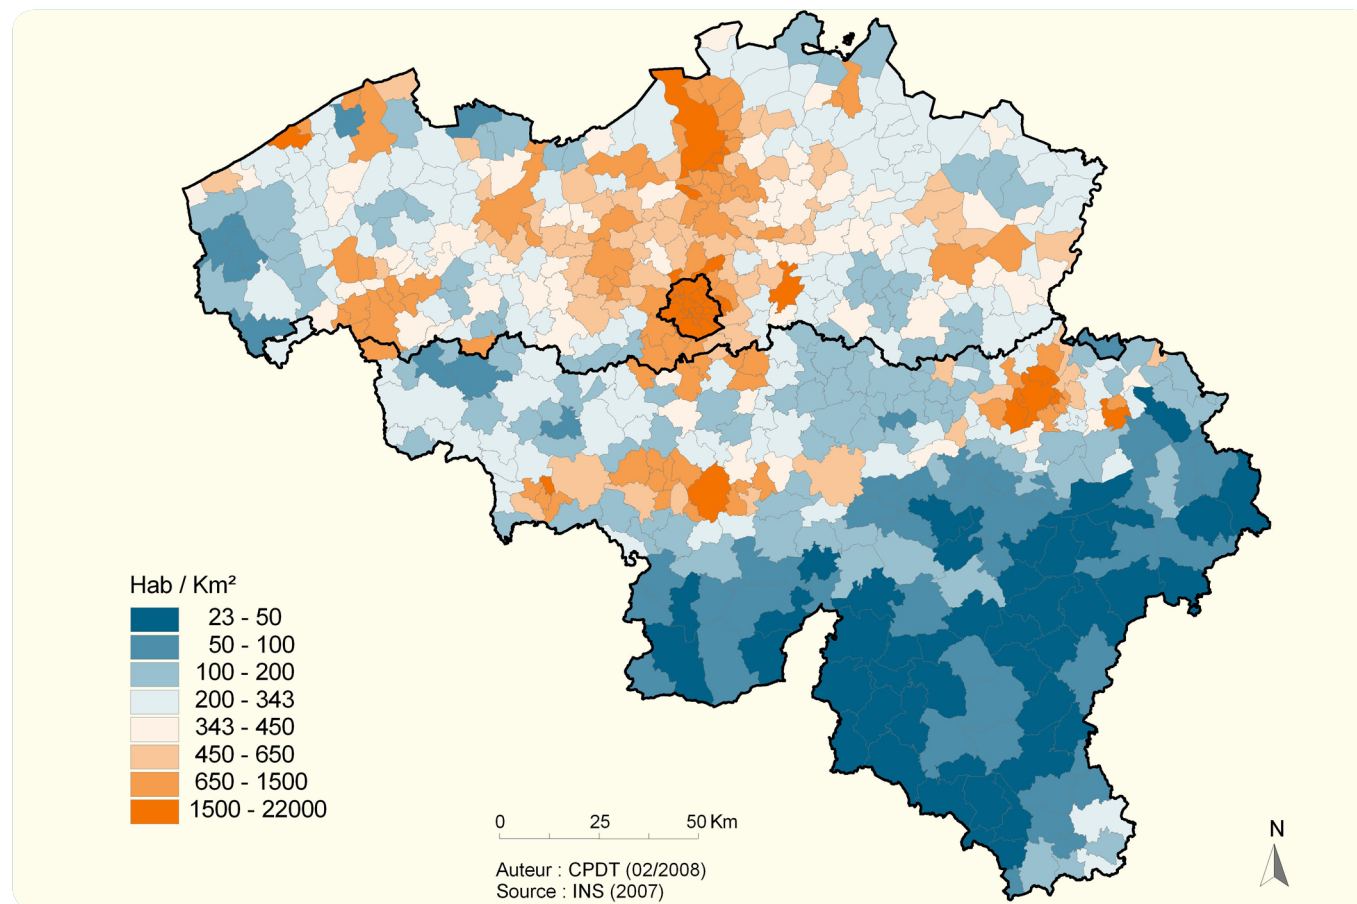 Hab / Km²
23 - 50
50 - 100
100 - 200
200 - 343
343 - 450
450 - 650
650 - 1500
1500 - 22000
0 25 50 Km
Auteur : CPDT (02/2008)
Source : INS (2007)
N